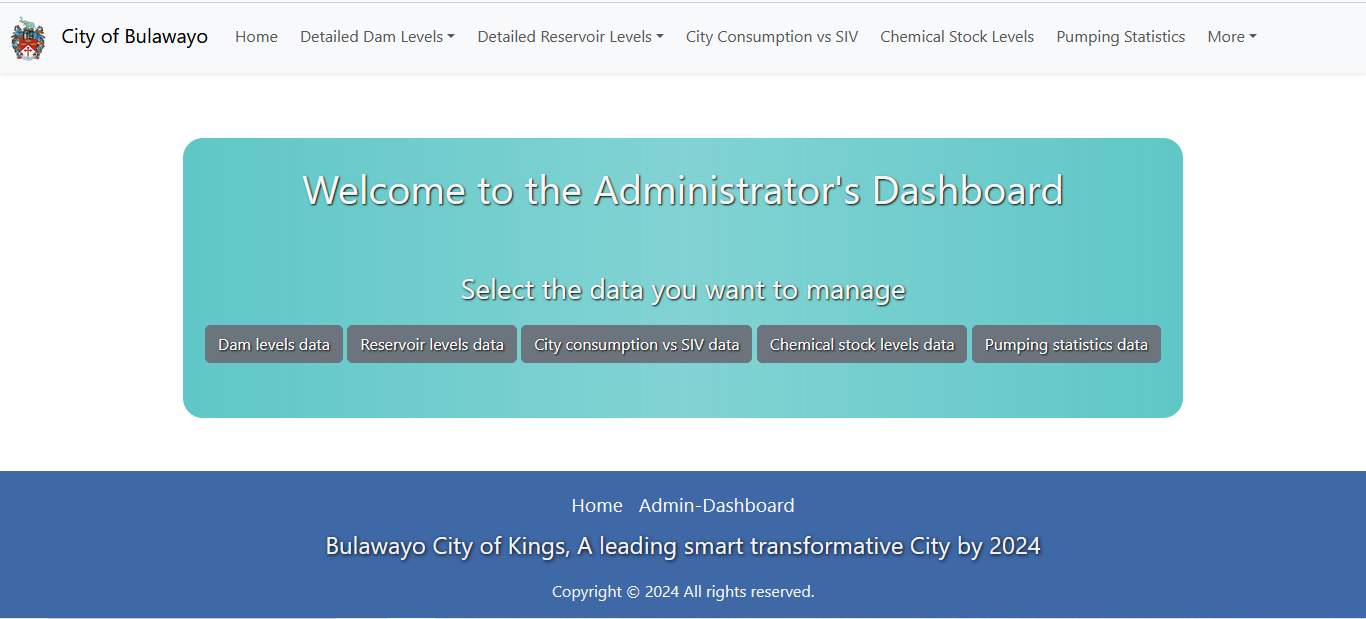 City of Bulawayo Home Detailed Dam Levels Detailed Reservoir Levels City Consumption vs SIV Chemical Stock Levels Pumping Statistics More
Welcome to the Administrator's Dashboard
Select the data you want to manage
Dam levels data Reservoir levels data City consumption vs SIV data Chemical stock levels data Pumping statistics data
Home Admin-Dashboard
Bulawayo City of Kings, A leading smart transformative City by 2024
Copyright © 2024 All rights reserved.